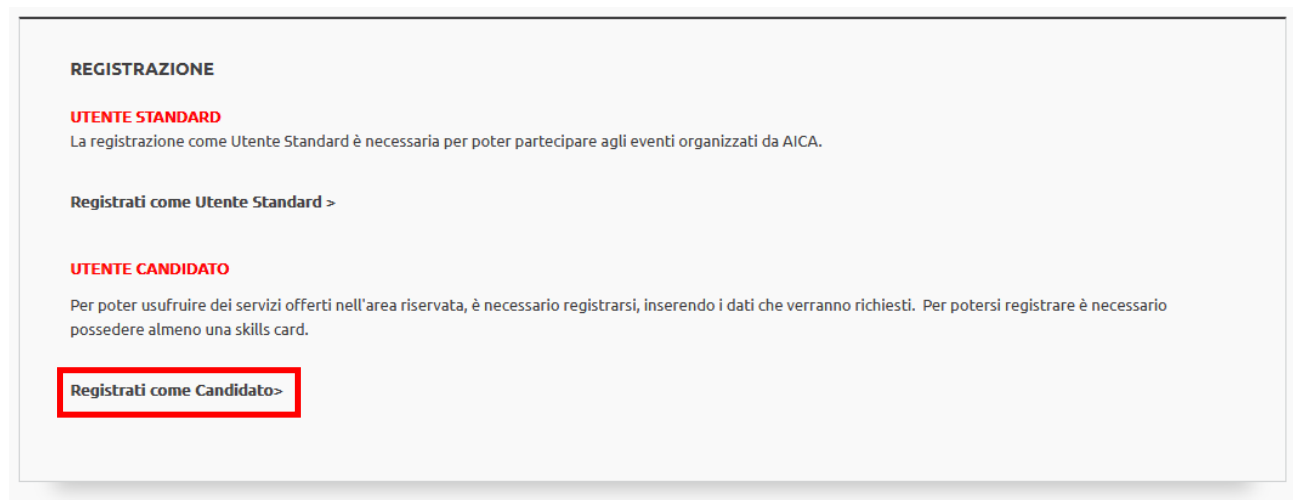 REGISTRAZIONE
UTENTE STANDARD
La registrazione come Utente Standard è necessaria per poter partecipare agli eventi organizzati da AICA.
Registrati come Utente Standard >
UTENTE CANDIDATO
Per poter usufruire dei servizi offerti nell'area riservata, è necessario registrarsi, inserendo i dati che verranno richiesti. Per potersi registrare è necessario
possedere almeno una skills card.
Registrati come Candidato>